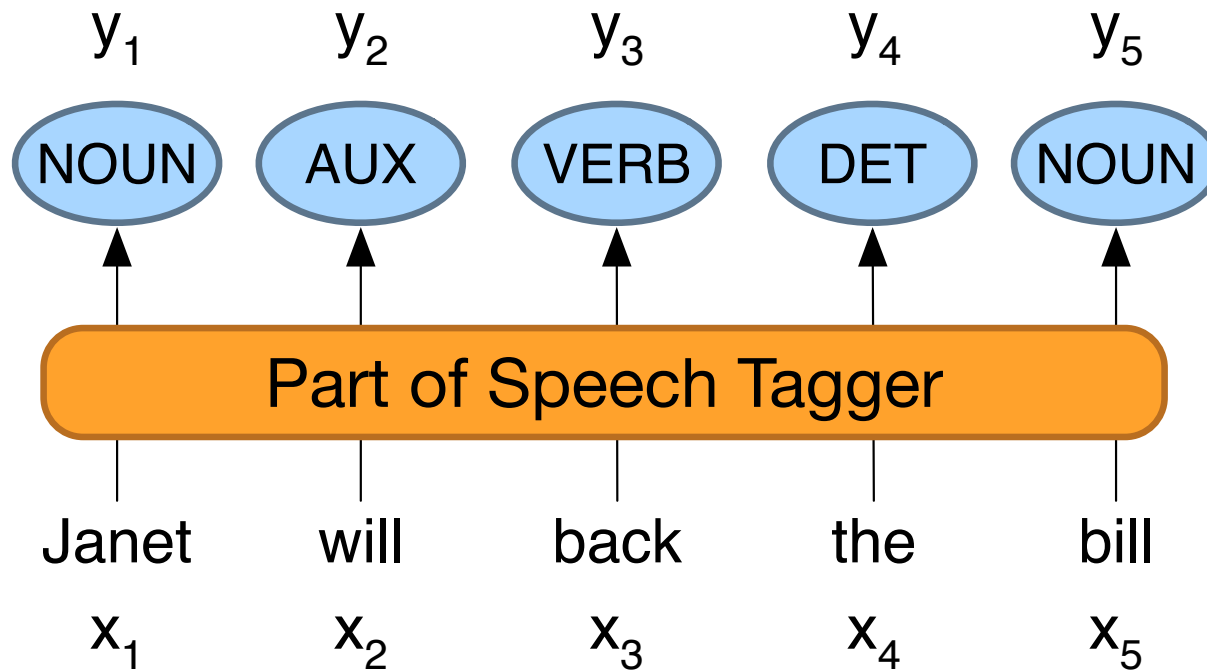 y₁ y₂ y₃ y₄ y₅
NOUN AUX VERB DET NOUN
Part of Speech Tagger
Janet will back the bill
x₁ x₂ x₃ x₄ x₅